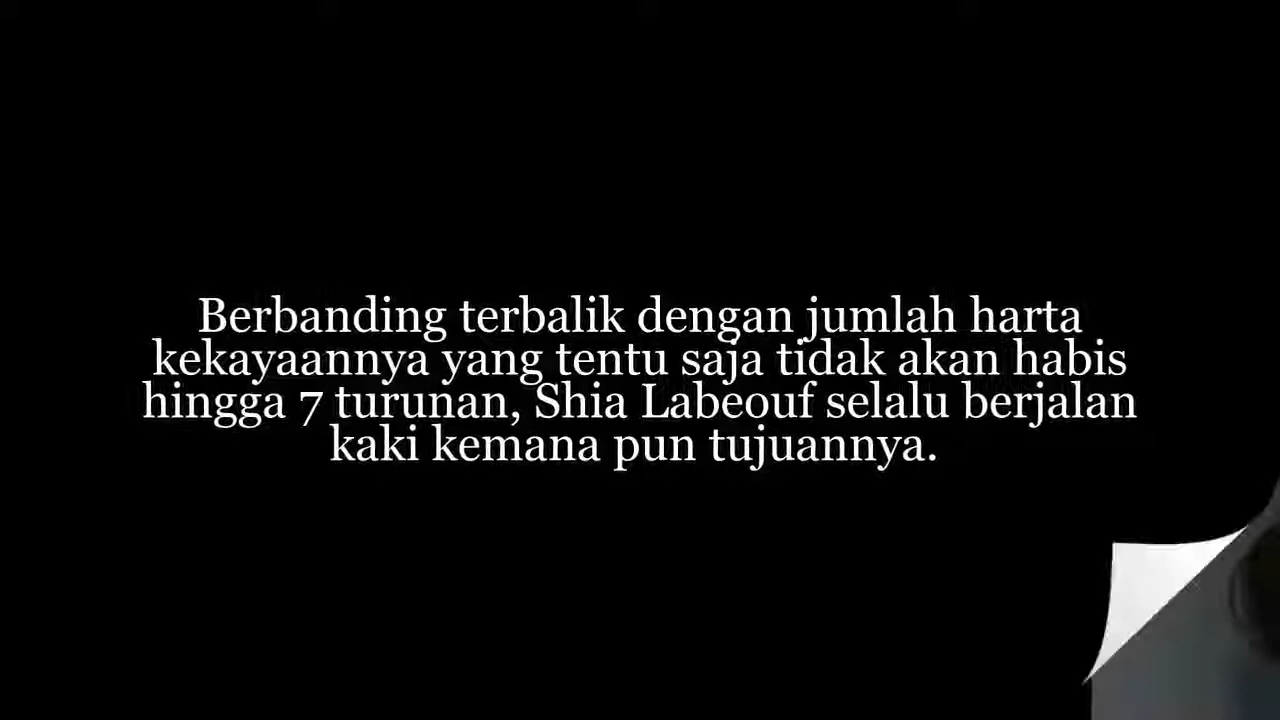 Berbanding terbalik dengan jumlah harta
kekayaannya yang tentu saja tidak akan habis
hingga 7 turunan, Shia Labeouf selalu berjalan
kaki kemana pun tujuannya.